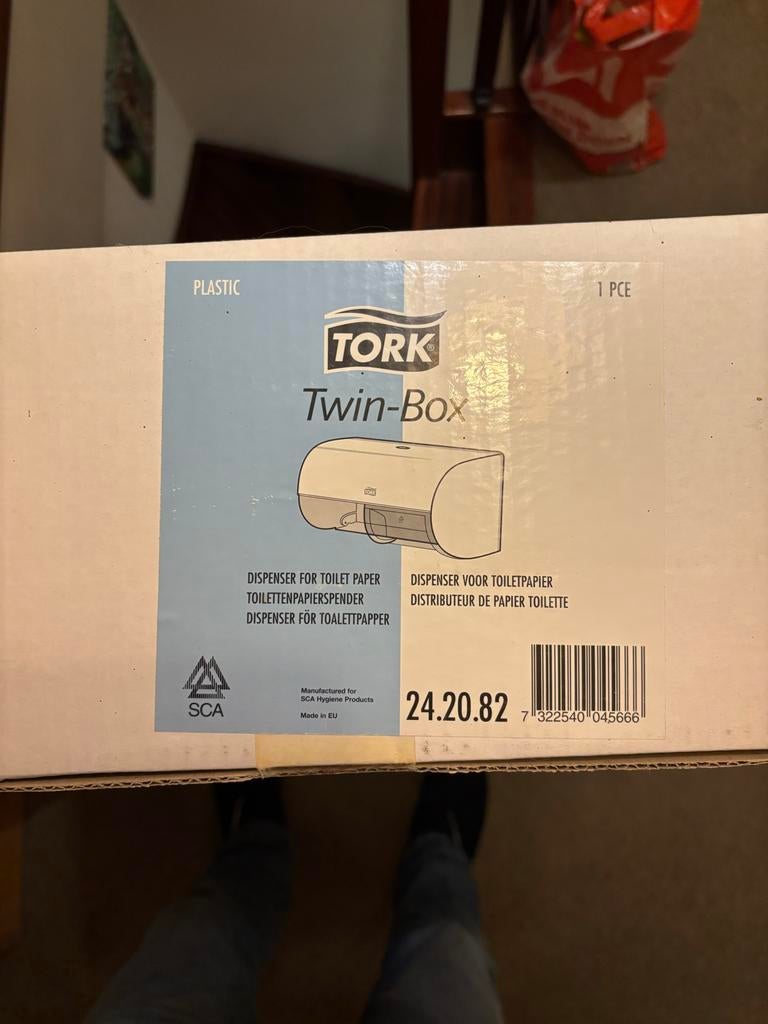 PLASTIC
1 PCE
TORK®
Twin-Box
DISPENSER FOR TOILET PAPER
TOILETTENPAPIERSPENDER
DISPENSER FÖR TOALETTPAPPER
DISPENSER VOOR TOILETPAPIER
DISTRIBUTEUR DE PAPIER TOILETTE
SCA
Manufactured for
SCA Hygiene Products
Made in EU
24.20.82
7 322540 045666